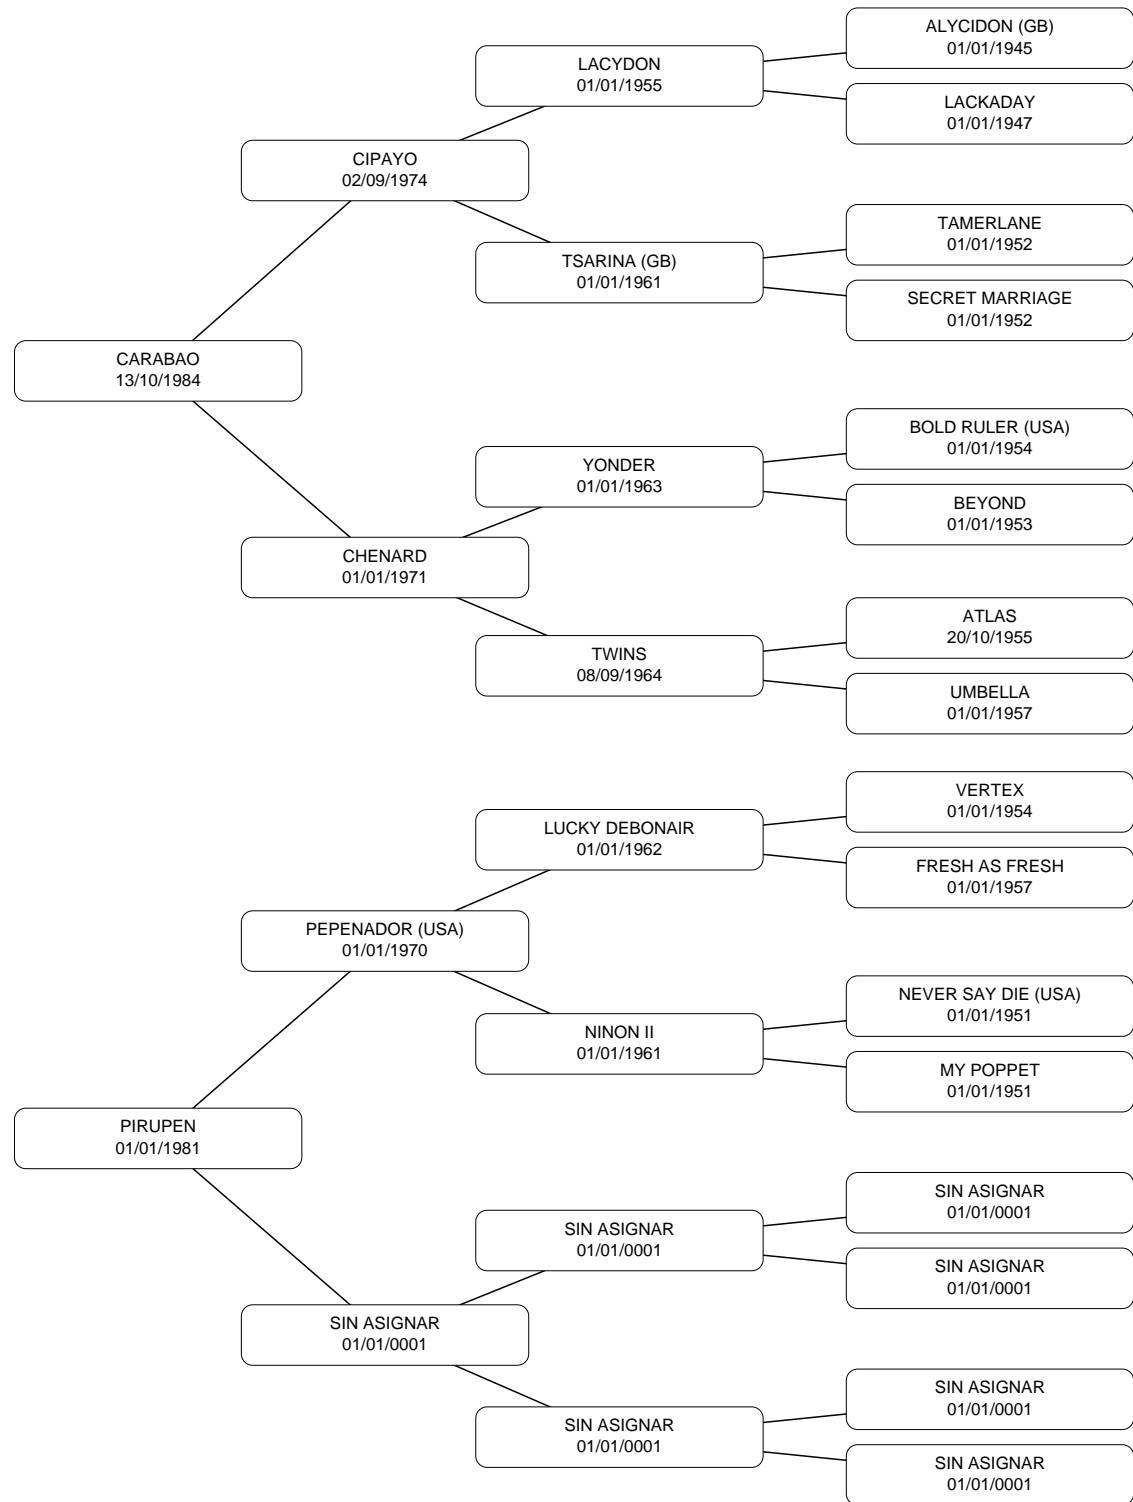 ALYCIDON (GB)
01/01/1945
LACYDON
01/01/1955
LACKADAY
01/01/1947
CIPAYO
02/09/1974
TAMERLANE
01/01/1952
TSARINA (GB)
01/01/1961
SECRET MARRIAGE
01/01/1952
CARABAO
13/10/1984
BOLD RULER (USA)
01/01/1954
YONDER
01/01/1963
BEYOND
01/01/1953
CHENARD
01/01/1971
ATLAS
20/10/1955
TWINS
08/09/1964
UMBELLA
01/01/1957
VERTEX
01/01/1954
LUCKY DEBONAIR
01/01/1962
FRESH AS FRESH
01/01/1957
PEPENADOR (USA)
01/01/1970
NEVER SAY DIE (USA)
01/01/1951
NINON II
01/01/1961
MY POPPET
01/01/1951
PIRUPEN
01/01/1981
SIN ASIGNAR
01/01/0001
SIN ASIGNAR
01/01/0001
SIN ASIGNAR
01/01/0001
SIN ASIGNAR
01/01/0001
SIN ASIGNAR
01/01/0001
SIN ASIGNAR
01/01/0001
SIN ASIGNAR
01/01/0001